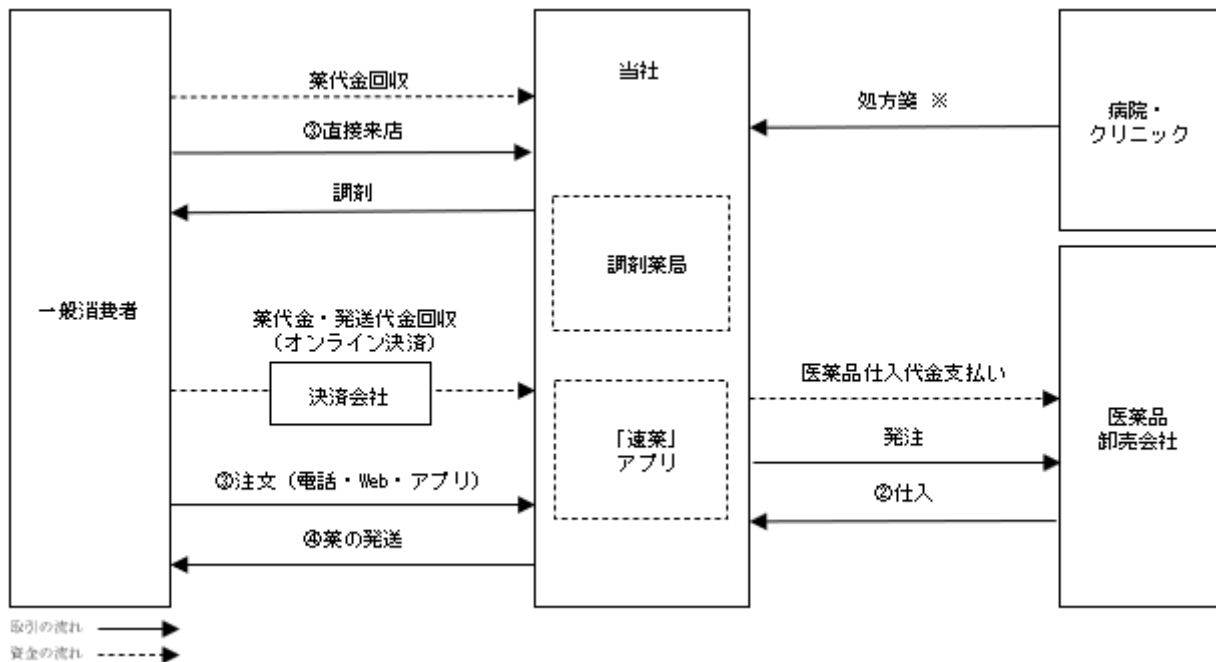 当社
薬代金回収
③直接来店
調剤
一般消費者
薬代金・発送代金回収
(オンライン決済)
決済会社
③注文(電話・Web・アプリ)
④薬の発送
調剤薬局
「速薬」
アプリ
処方箋 ※
病院・
クリニック
医薬品仕入代金支払い
発注
②仕入
医薬品
卸売会社
取引の流れ
資金の流れ